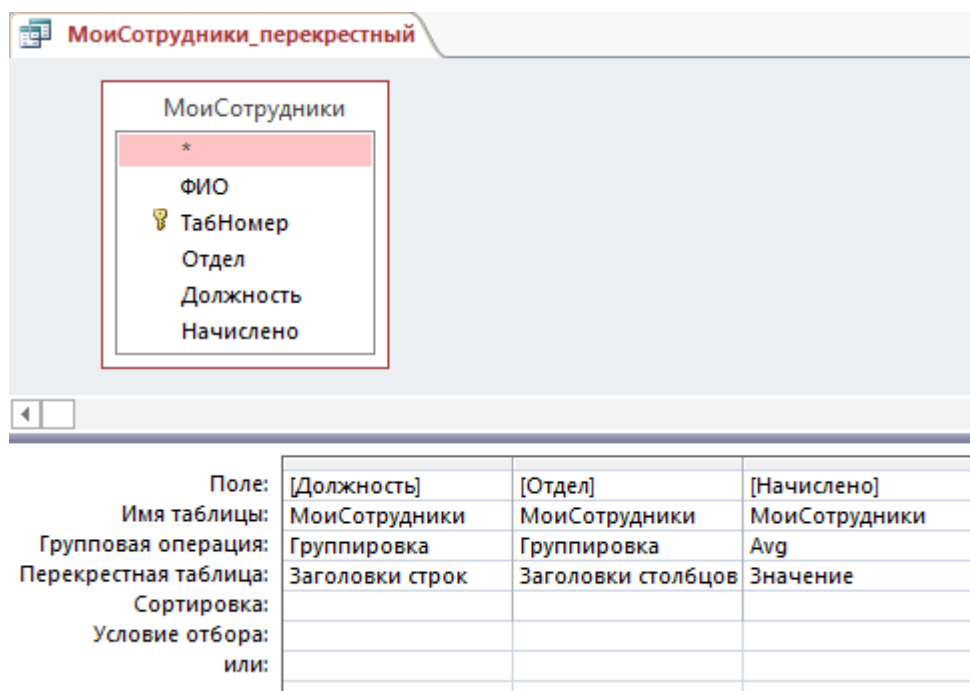 МоиСотрудники_перекрестный
МоиСотрудники
*
ФИО
ТабНомер
Отдел
Должность
Начислено
Поле: [Должность] [Отдел] [Начислено]
Имя таблицы: МоиСотрудники МоиСотрудники МоиСотрудники
Групповая операция: Группировка Группировка Avg
Перекрестная таблица: Заголовки строк Заголовки столбцов Значение
Сортировка:
Условие отбора:
или: